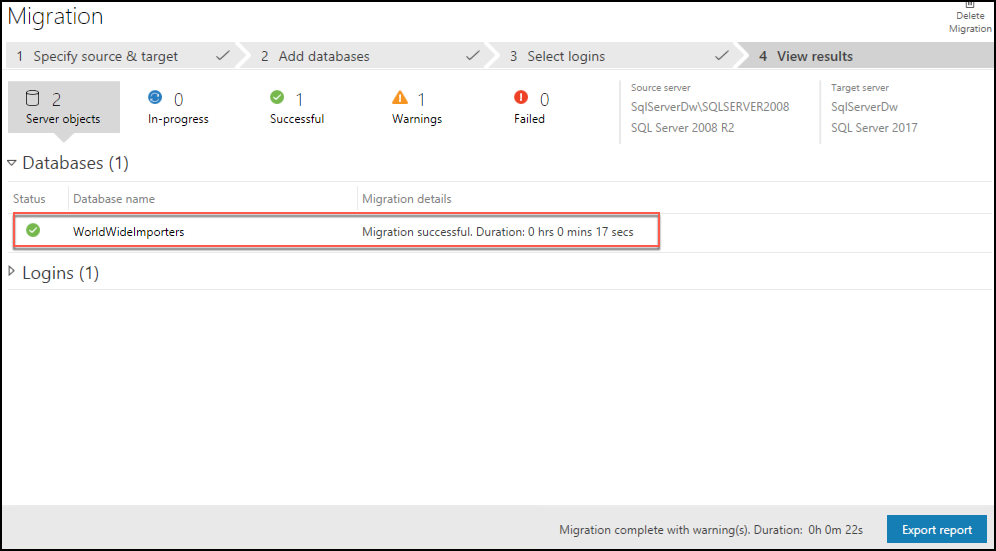 Migration
Delete
Migration
1 Specify source & target
2 Add databases
3 Select logins
4 View results
2
Server objects
0
In-progress
1
Successful
1
Warnings
0
Failed
Source server
SqlServerDw\SQLSERVER2008
SQL Server 2008 R2
Target server
SqlServerDw
SQL Server 2017
Databases (1)
Status Database name Migration details
WorldWideImporters Migration successful. Duration: 0 hrs 0 mins 17 secs
Logins (1)
Migration complete with warning(s). Duration: 0h 0m 22s
Export report